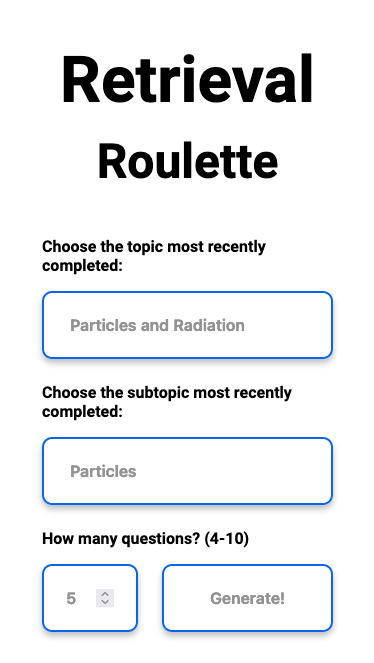 Retrieval
Roulette
Choose the topic most recently
completed:
Particles and Radiation
Choose the subtopic most recently
completed:
Particles
How many questions? (4-10)
5
Generate!